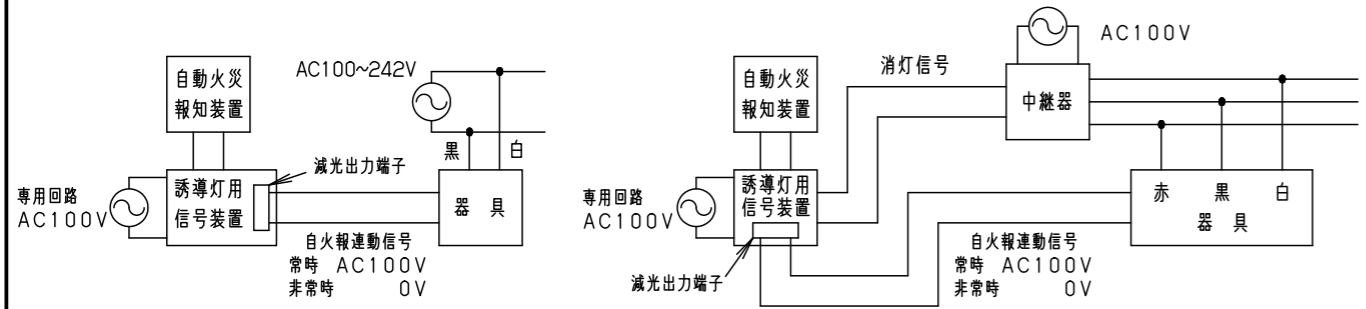 自動火災
報知装置
AC100~242V
黒
白
減光出力端子
誘導灯用
信号装置
専用回路
AC100V
器 具
自火報連動信号
常時 AC100V
非常時 0V
自動火災
報知装置
消灯信号
AC100V
中継器
誘導灯用
信号装置
専用回路
AC100V
減光出力端子
赤 黒 白
器 具
自火報連動信号
常時 AC100V
非常時 0V